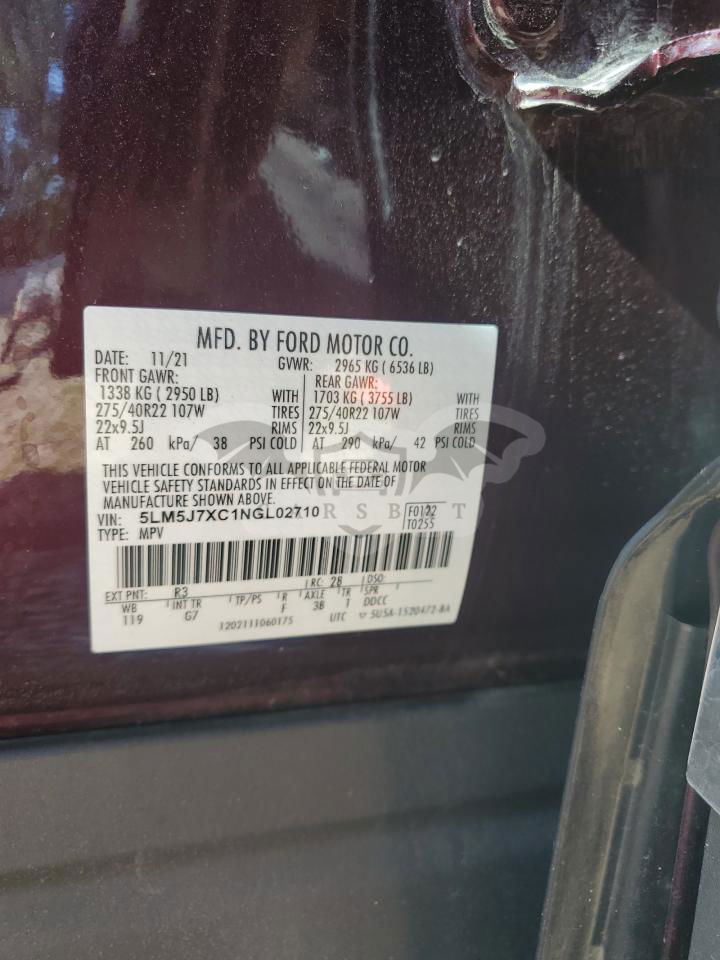 MFD. BY FORD MOTOR CO.
DATE: 11/21 GVWR: 2965 KG ( 6536 LB)
FRONT GAWR: REAR GAWR:
1338 KG ( 2950 LB) WITH 1703 KG ( 3755 LB)
275/40R22 107W TIRES 275/40R22 107W
22x9.5J RIMS 22x9.5J
AT 260 kPa/ 38 PSI COLD AT 290 kPa/ 42 PSI COLD
THIS VEHICLE CONFORMS TO ALL APPLICABLE FEDERAL MOTOR
VEHICLE SAFETY STANDARDS IN EFFECT ON THE DATE OF
MANUFACTURE SHOWN ABOVE.
VIN: 5LM5J7XC1NGL02710 F0122
TYPE: MPV T0255
EXT PNT: R3 RC: 28 DSO:
WB INT TR TP/PS R AXLE TR SPR
119 G7 F 3B T DDCC
1202111060175 UTC 5U5A-1520472-BA